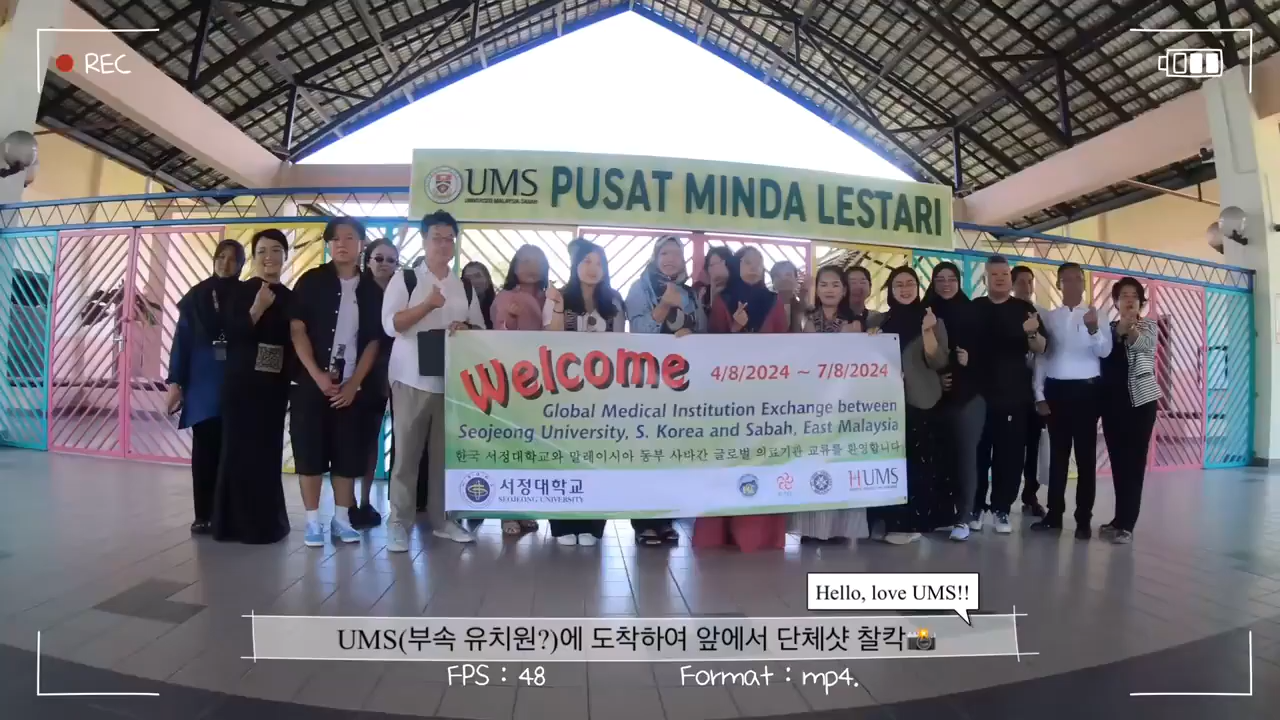 REC
UMS
UNIVERSITI MALAYSIA SABAH
PUSAT MINDA LESTARI
Welcome
4/8/2024 ~ 7/8/2024
Global Medical Institution Exchange between
Seojeong University, S. Korea and Sabah, East Malaysia
한국 서정대학교와 말레이시아 동부 사바간 글로벌 의료기관 교류를 환영합니다
서정대학교
SEOJEONG UNIVERSITY
HUMS
Hello, love UMS!!
UMS(부속 유치원?)에 도착하여 앞에서 단체샷 찰칵📸
FPS : 48
Format : mp4.